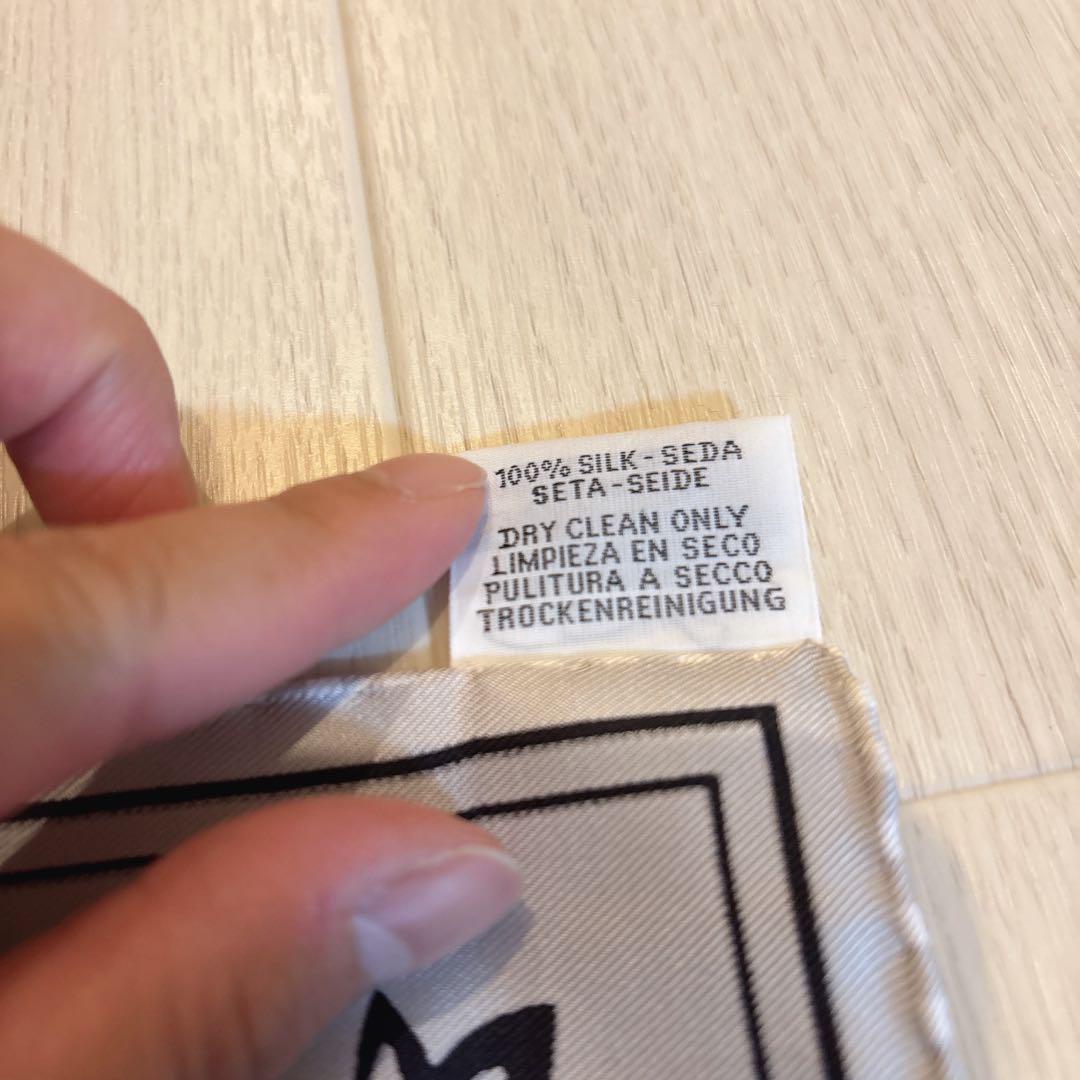 100% SILK - SEDA
SETA - SEIDE
DRY CLEAN ONLY
LIMPIEZA EN SECO
PULITURA A SECCO
TROCKENREINIGUNG